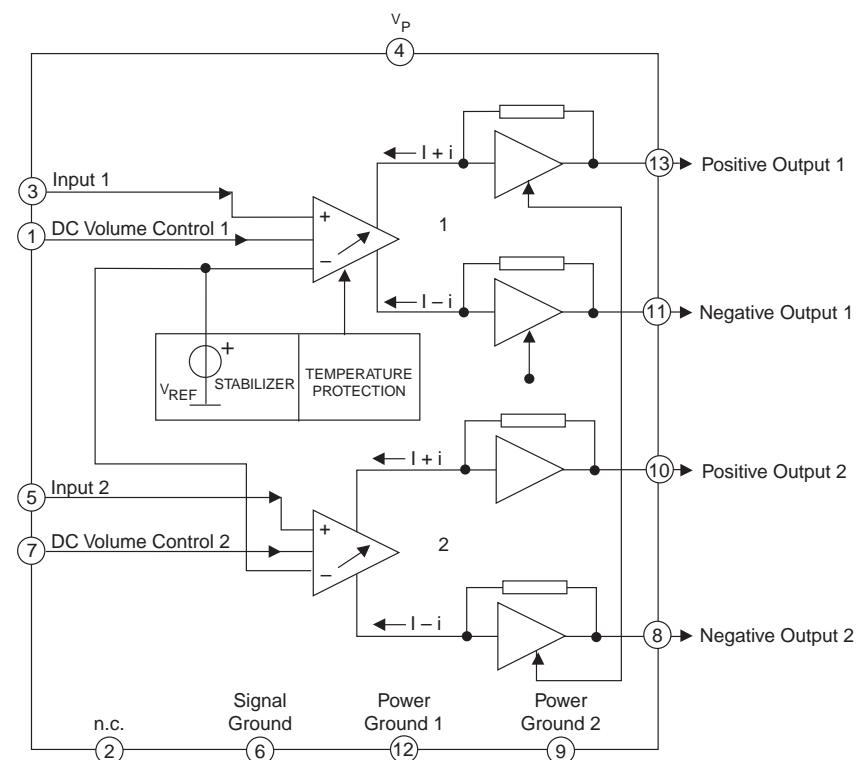 VP
4
I + i
13
Positive Output 1
3
Input 1
1
DC Volume Control 1
+
–
1
I – i
11
Negative Output 1
+
VREF
STABILIZER
TEMPERATURE
PROTECTION
I + i
10
Positive Output 2
5
Input 2
7
DC Volume Control 2
+
–
2
I – i
8
Negative Output 2
n.c.
2
Signal
Ground
6
Power
Ground 1
12
Power
Ground 2
9